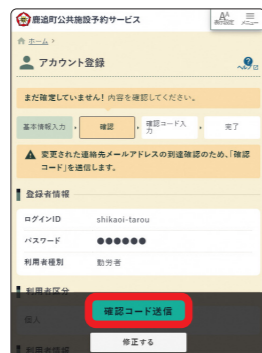 鹿追町公共施設予約サービス
ホーム >
アカウント登録
まだ確定していません! 内容を確認してください。
基本情報入力
確認
確認コード入力
完了
変更された連絡先メールアドレスの到達確認のため、「確認
コード」を送信します。
登録者情報
ログインID shikaoi-tarou
パスワード ●●●●●●
利用者種別 勤労者
利用者区分
個人
確認コード送信
修正する